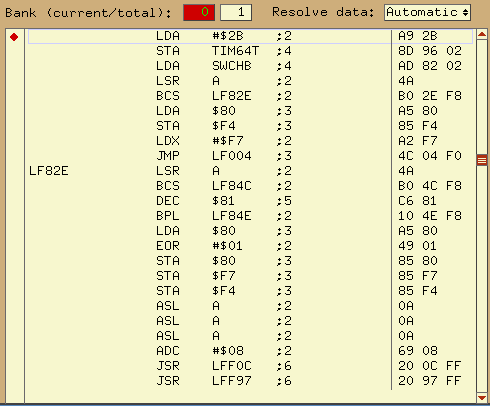 Bank (current/total): 0 1 Resolve data: Automatic
LDA #$2B ;2 A9 2B
STA TIM64T ;4 8D 96 02
LDA SWCHB ;4 AD 82 02
LSR A ;2 4A
BCS LF82E ;2 B0 2E F8
LDA $80 ;3 A5 80
STA $F4 ;3 85 F4
LDX #$F7 ;2 A2 F7
JMP LF004 ;3 4C 04 F0
LF82E LSR A ;2 4A
BCS LF84C ;2 B0 4C F8
DEC $81 ;5 C6 81
BPL LF84E ;2 10 4E F8
LDA $80 ;3 A5 80
EOR #$01 ;2 49 01
STA $80 ;3 85 80
STA $F7 ;3 85 F7
STA $F4 ;3 85 F4
ASL A ;2 0A
ASL A ;2 0A
ASL A ;2 0A
ADC #$08 ;2 69 08
JSR LFF0C ;6 20 0C FF
JSR LFF97 ;6 20 97 FF